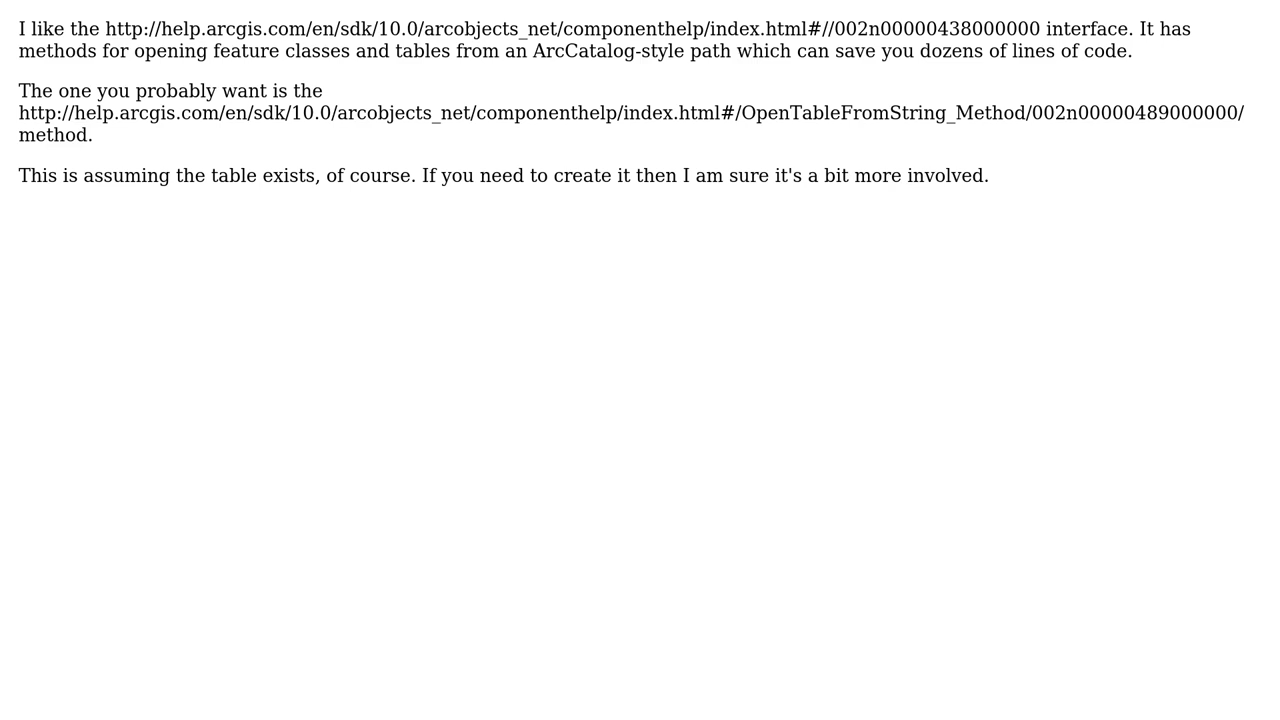 I like the http://help.arcgis.com/en/sdk/10.0/arcobjects_net/componenthelp/index.html#//002n00000438000000 interface. It has
methods for opening feature classes and tables from an ArcCatalog-style path which can save you dozens of lines of code.
The one you probably want is the
http://help.arcgis.com/en/sdk/10.0/arcobjects_net/componenthelp/index.html#/OpenTableFromString_Method/002n00000489000000/
method.
This is assuming the table exists, of course. If you need to create it then I am sure it's a bit more involved.